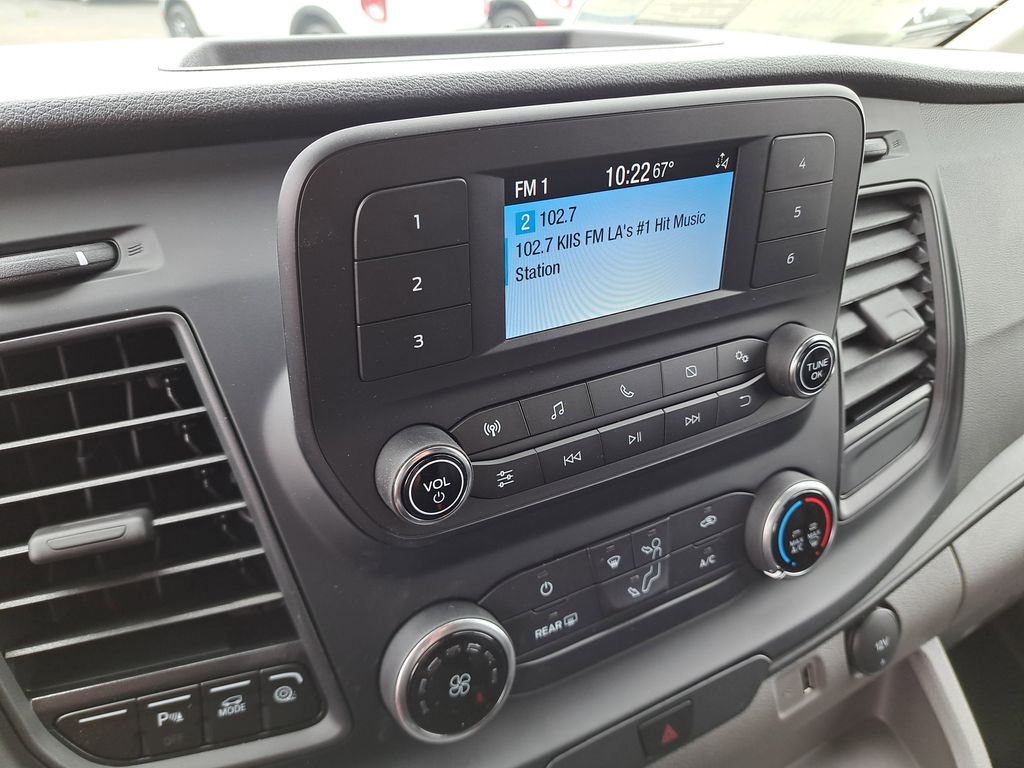 FM 1
10:22
67°
2 102.7
102.7 KIIS FM LA's #1 Hit Music
Station
1
2
3
4
5
6
TUNE
OK
VOL
MAX
A/C
A/C
REAR
12V
P
OFF
MODE